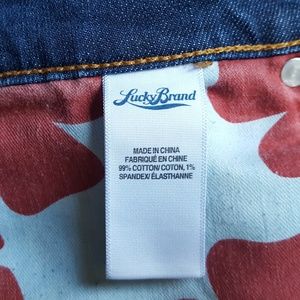 Lucky Brand
MADE IN CHINA
FABRIQUÉ EN CHINE
99% COTTON/ COTON, 1%
SPANDEX/ ÉLASTHANNE